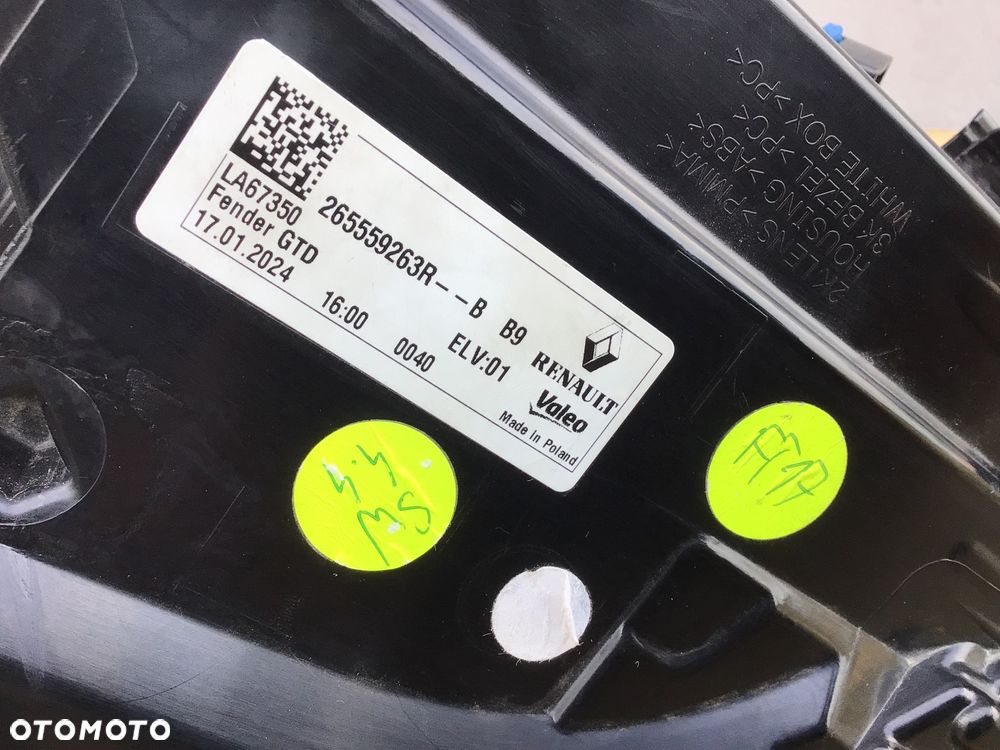 LA67350
Fender GTD
17.01.2024
16:00
0040
265559263R--B B9
ELV:01
RENAULT
Valeo
Made in Poland
2K LENS >PMMA<
HOUSING >ABS<
3K BEZEL >PC<
WHITE BOX >PC<
F17
OTOMOTO